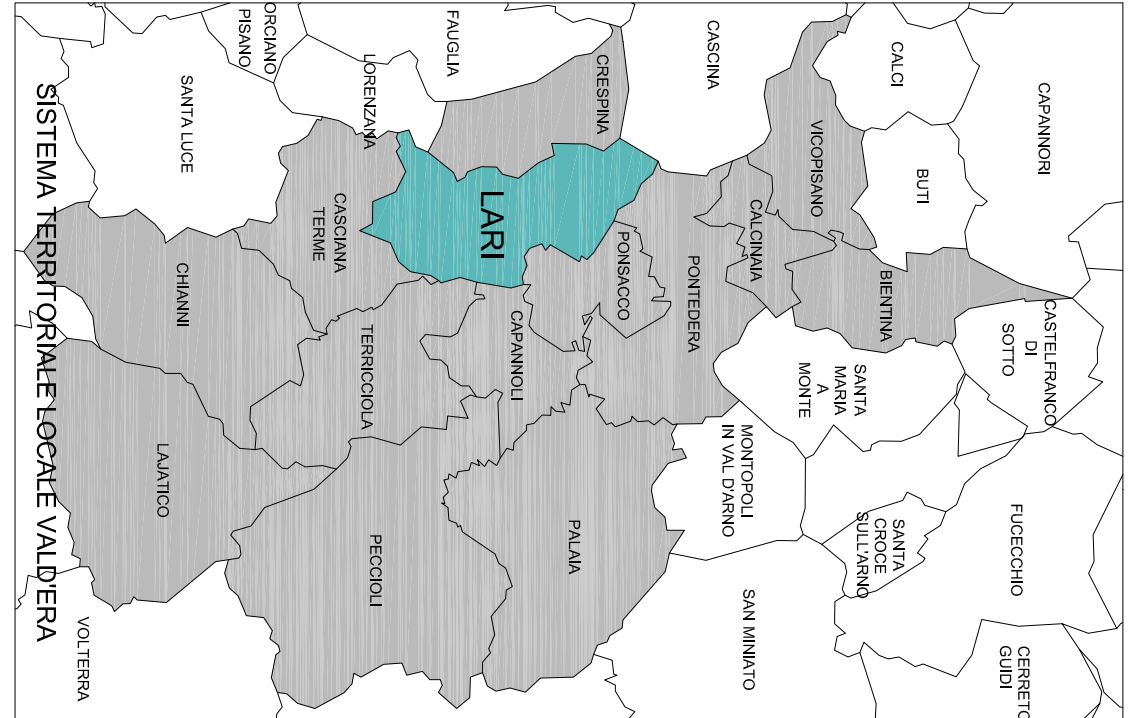 CAPANNORI
CASTELFRANCO
DI
SOTTO
FUCECCHIO
CERRETO
GUIDI
CALCI
BUTI
BIENTINA
SANTA
CROCE
SULL'ARNO
SANTA
MARIA
A
MONTE
VICOPISANO
CALCINAIA
MONTOPOLI
IN VAL D'ARNO
SAN MINIATO
CASCINA
PONTEDERA
PONSACCO
CRESPINA
PALAIA
CAPANNOLI
LARI
FAUGLIA
LORENZANA
TERRICCIOLA
PECCIOLI
CASCIANA
TERME
ORCIANO
PISANO
SANTA LUCE
CHIANNI
LAJATICO
VOLTERRA
SISTEMA TERRITORIALE LOCALE VALD'ERA